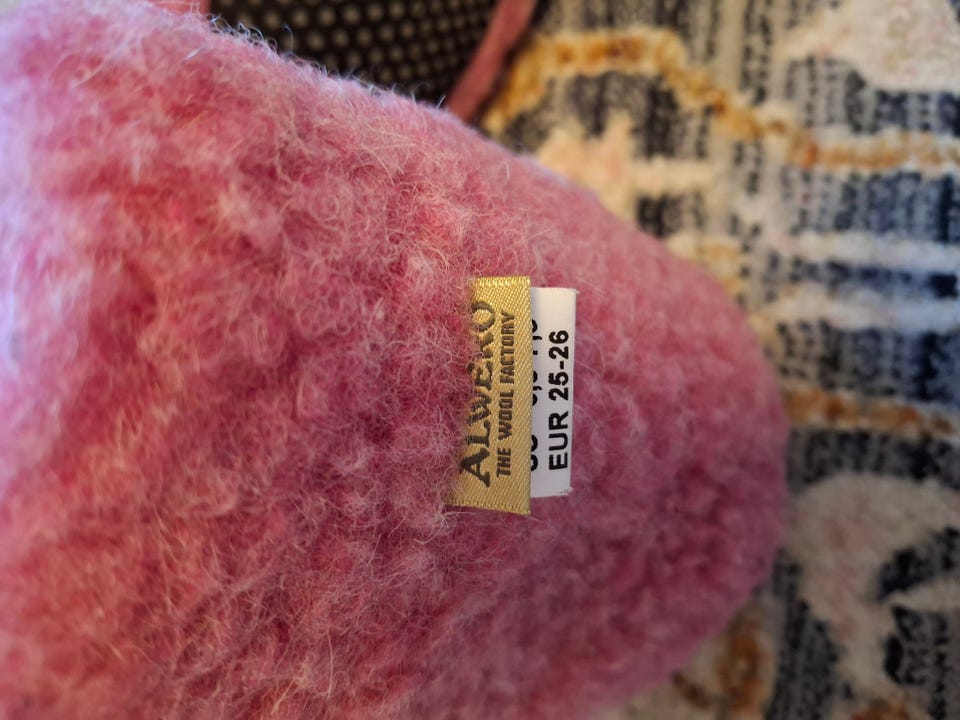 ALWERO
THE WOOL FACTORY
EUR 25-26